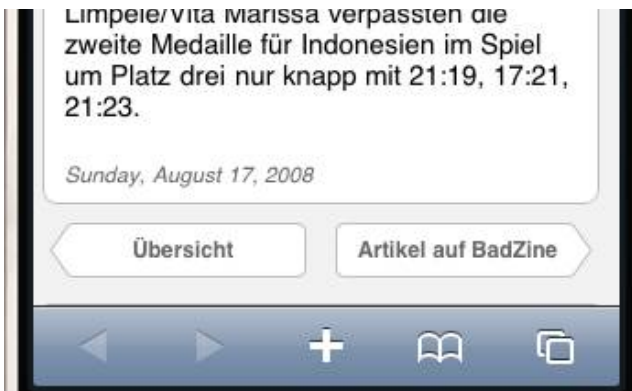 Limpele/Vita Marissa verpassten die
zweite Medaille für Indonesien im Spiel
um Platz drei nur knapp mit 21:19, 17:21,
21:23.
Sunday, August 17, 2008
Übersicht
Artikel auf BadZine